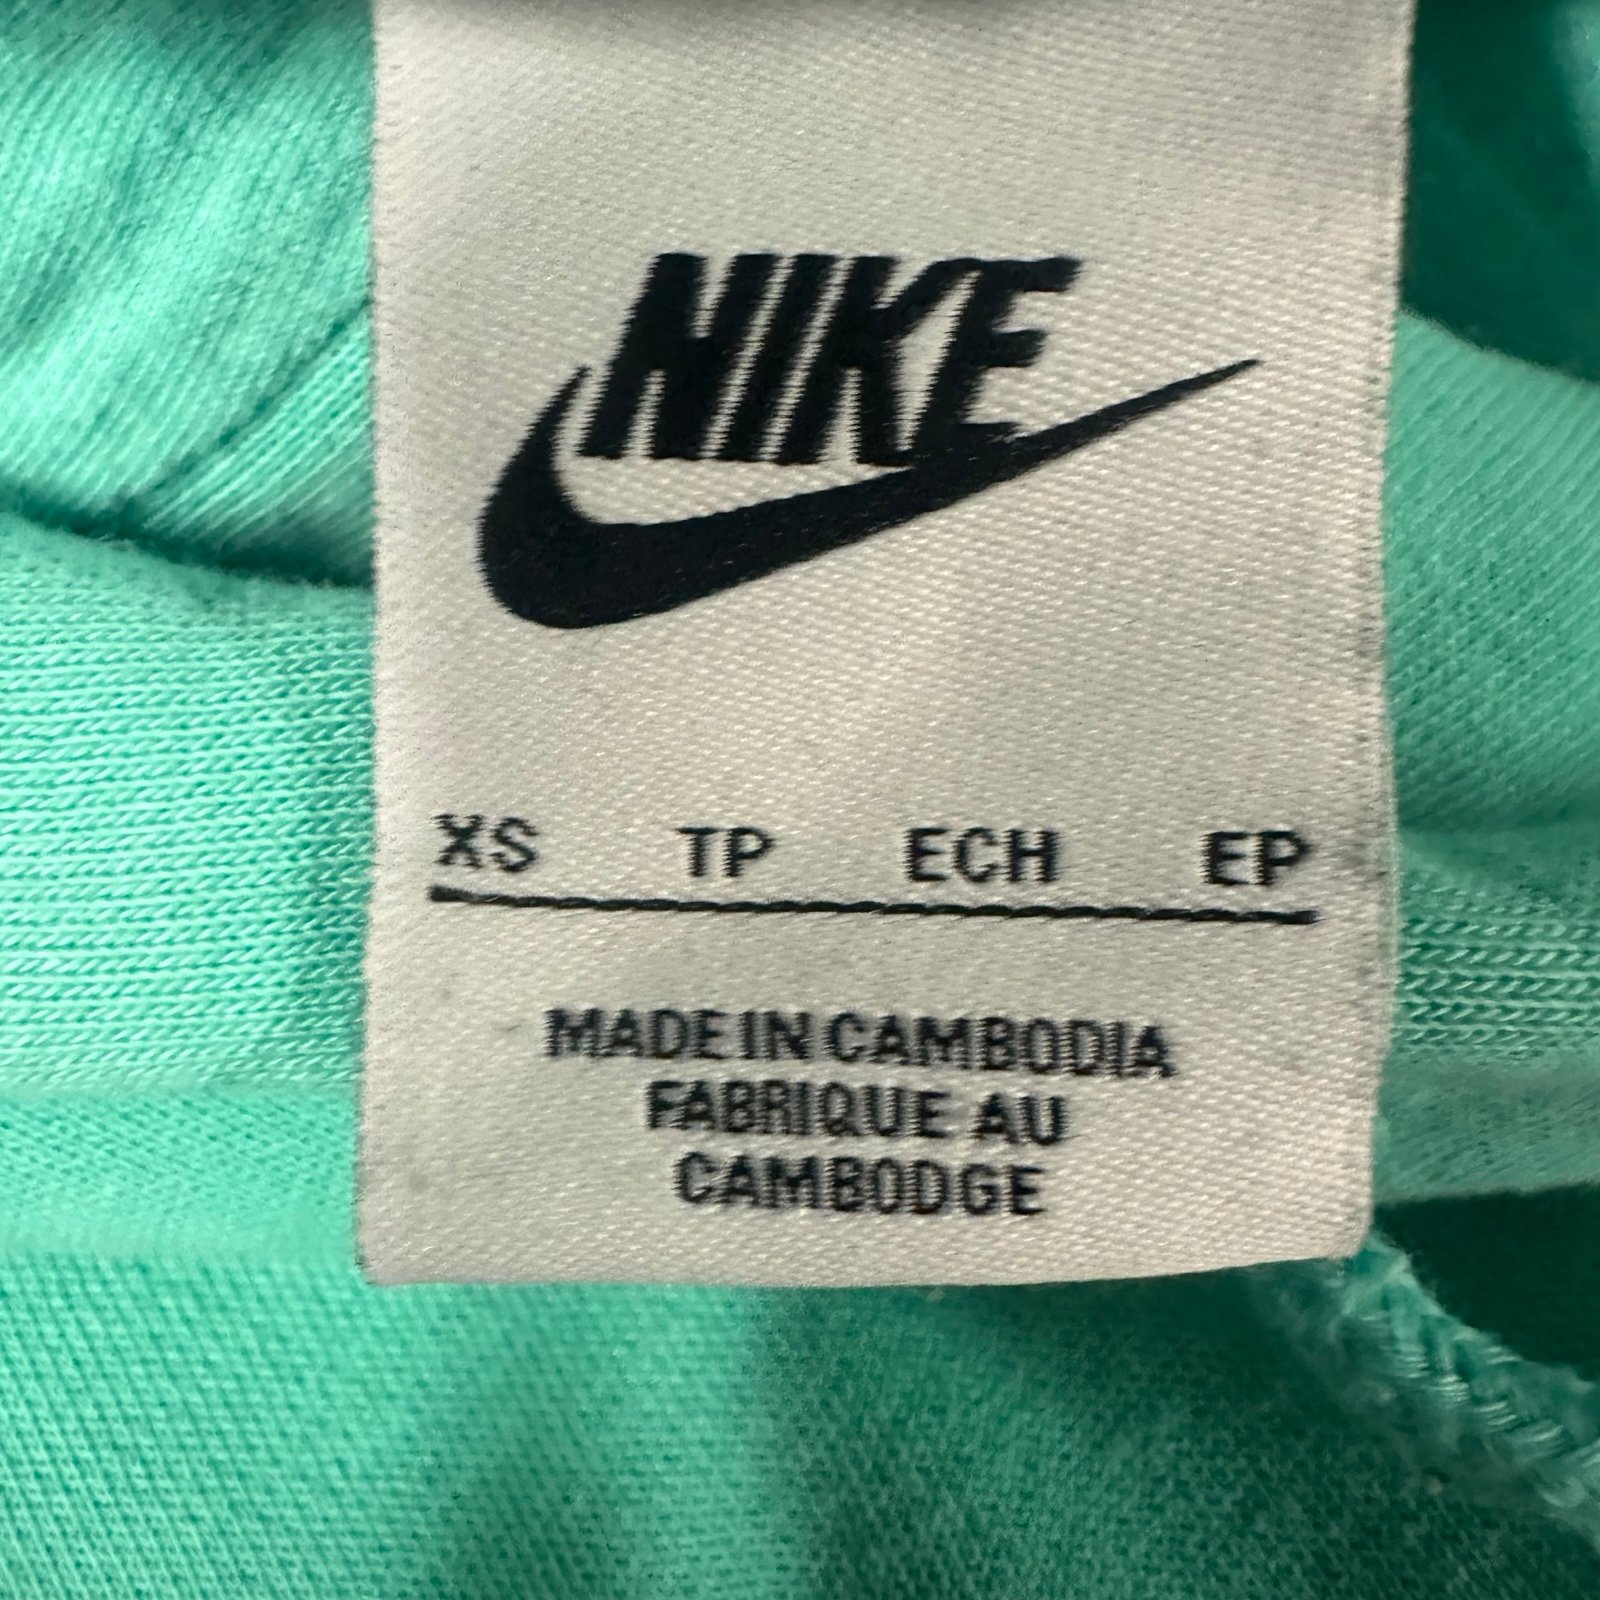 NIKE
XS TP ECH EP
MADE IN CAMBODIA
FABRIQUE AU
CAMBODGE